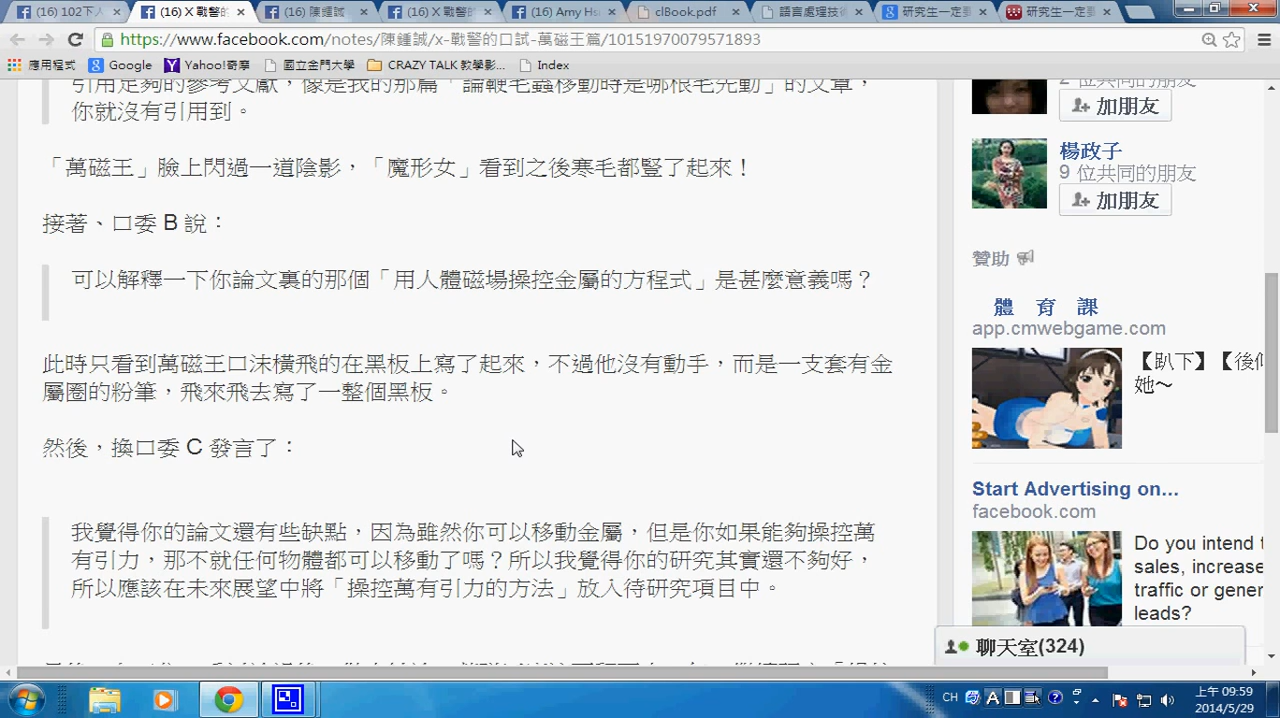 (16) 102下人
(16) X 戰警的
(16) 陳鍾誠
(16) X 戰警的
(16) Amy Hs
clBook.pdf
語言處理技
研究生一定要
研究生一定要
https://www.facebook.com/notes/陳鍾誠/x-戰警的口試-萬磁王篇/10151970079571893
應用程式 Google Yahoo!奇摩 國立金門大學 CRAZY TALK 教學影... Index
引用足夠的參考文獻，像是我的那篇「論鞭毛蟲移動時是哪根毛先動」的文章，
你就沒有引用到。
「萬磁王」臉上閃過一道陰影，「魔形女」看到之後寒毛都豎了起來！
接著、口委 B 說：
可以解釋一下你論文裏的那個「用人體磁場操控金屬的方程式」是甚麼意義嗎？
此時只看到萬磁王口沫橫飛的在黑板上寫了起來，不過他沒有動手，而是一支套有金
屬圈的粉筆，飛來飛去寫了一整個黑板。
然後，換口委 C 發言了：
我覺得你的論文還有些缺點，因為雖然你可以移動金屬，但是你如果能夠操控萬
有引力，那不就任何物體都可以移動了嗎？所以我覺得你的研究其實還不夠好，
所以應該在未來展望中將「操控萬有引力的方法」放入待研究項目中。
位共同的朋友
加朋友
楊政子
9 位共同的朋友
加朋友
贊助
體 育 課
app.cmwebgame.com
【趴下】【後
她～
Start Advertising on...
facebook.com
Do you intend
sales, increase
traffic or gener
leads?
聊天室(324)
CH
上午 09:59
2014/5/29